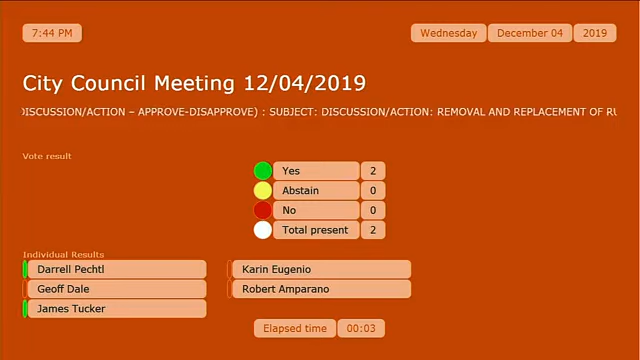 7:44 PM Wednesday December 04 2019
City Council Meeting 12/04/2019
DISCUSSION/ACTION – APPROVE-DISAPPROVE) : SUBJECT: DISCUSSION/ACTION: REMOVAL AND REPLACEMENT OF
Vote result
Yes 2
Abstain 0
No 0
Total present 2
Individual Results
Darrell Pechtl Karin Eugenio
Geoff Dale Robert Amparano
James Tucker
Elapsed time 00:03